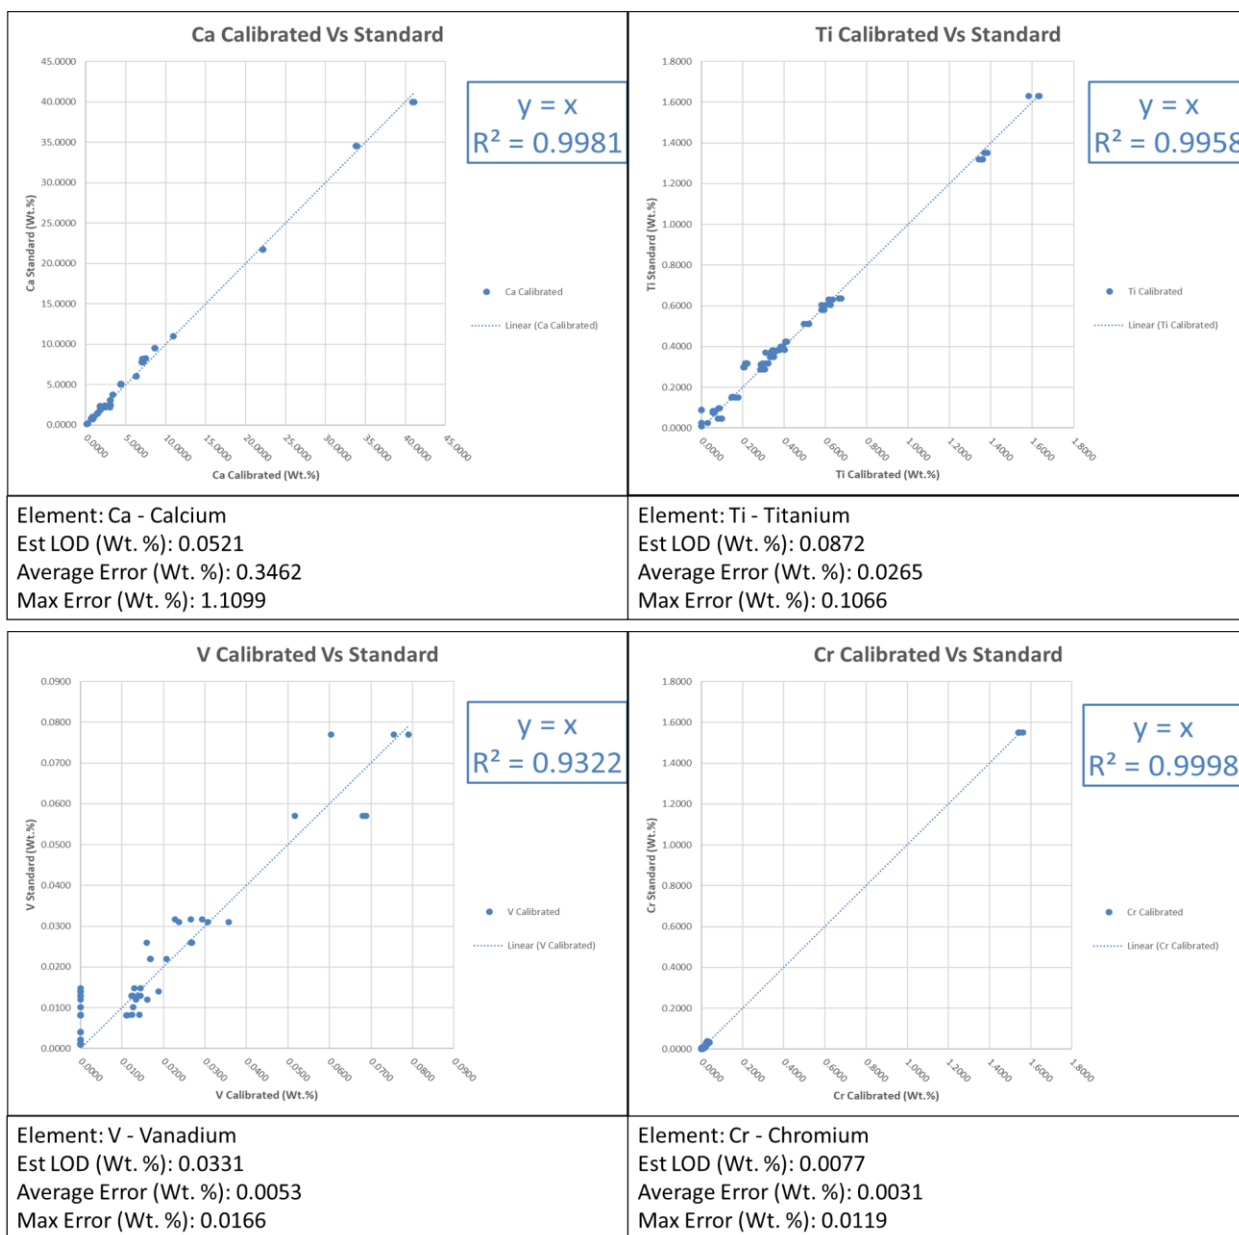 Ca Calibrated Vs Standard
45.0000
40.0000
35.0000
30.0000
25.0000
20.0000
15.0000
10.0000
5.0000
0.0000
Ca Standard (Wt.%)
0.0000 5.0000 10.0000 15.0000 20.0000 25.0000 30.0000 35.0000 40.0000 45.0000
Ca Calibrated (Wt.%)
y = x
R² = 0.9981
Ca Calibrated
Linear (Ca Calibrated)
Element: Ca - Calcium
Est LOD (Wt. %): 0.0521
Average Error (Wt. %): 0.3462
Max Error (Wt. %): 1.1099
Ti Calibrated Vs Standard
1.8000
1.6000
1.4000
1.2000
1.0000
0.8000
0.6000
0.4000
0.2000
0.0000
Ti Standard (Wt.%)
0.0000 0.2000 0.4000 0.6000 0.8000 1.0000 1.2000 1.4000 1.6000 1.8000
Ti Calibrated (Wt.%)
y = x
R² = 0.9958
Ti Calibrated
Linear (Ti Calibrated)
Element: Ti - Titanium
Est LOD (Wt. %): 0.0872
Average Error (Wt. %): 0.0265
Max Error (Wt. %): 0.1066
V Calibrated Vs Standard
0.0900
0.0800
0.0700
0.0600
0.0500
0.0400
0.0300
0.0200
0.0100
0.0000
V Standard (Wt.%)
0.0000 0.0100 0.0200 0.0300 0.0400 0.0500 0.0600 0.0700 0.0800 0.0900
V Calibrated (Wt.%)
y = x
R² = 0.9322
V Calibrated
Linear (V Calibrated)
Element: V - Vanadium
Est LOD (Wt. %): 0.0331
Average Error (Wt. %): 0.0053
Max Error (Wt. %): 0.0166
Cr Calibrated Vs Standard
1.8000
1.6000
1.4000
1.2000
1.0000
0.8000
0.6000
0.4000
0.2000
0.0000
Cr Standard (Wt.%)
0.0000 0.2000 0.4000 0.6000 0.8000 1.0000 1.2000 1.4000 1.6000 1.8000
Cr Calibrated (Wt.%)
y = x
R² = 0.9998
Cr Calibrated
Linear (Cr Calibrated)
Element: Cr - Chromium
Est LOD (Wt. %): 0.0077
Average Error (Wt. %): 0.0031
Max Error (Wt. %): 0.0119